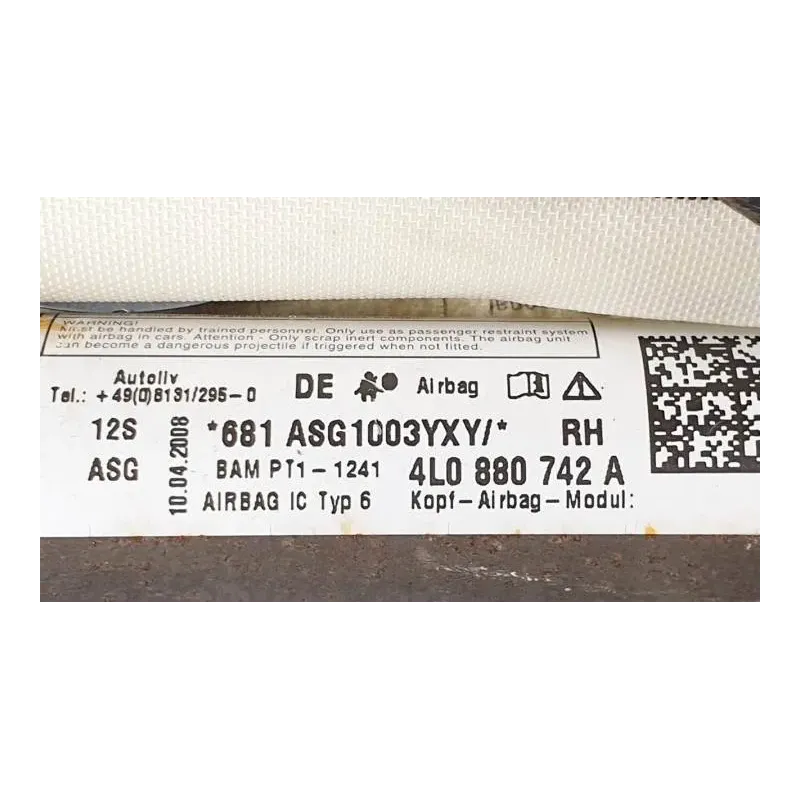 WARNING!
Must be handled by trained personnel. Only use as passenger restraint system
with airbag in cars. Attention - Only scrap inert components. The airbag unit
can become a dangerous projectile if triggered when not fitted.
Autoliv
Tel.: +49(0)8131/295-0
DE Airbag
12S *681 ASG1003YXY/* RH
ASG BAM PT1-1241 4L0 880 742 A
10.04.2008
AIRBAG IC Typ 6 Kopf-Airbag-Modul: